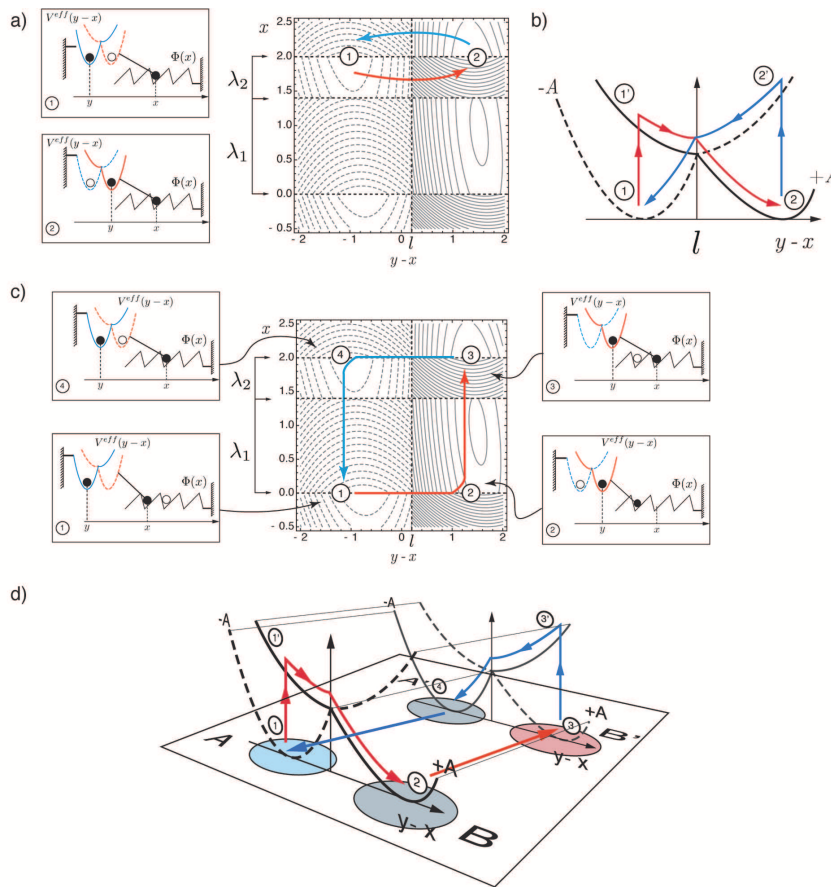 a)
V^eff(y−x)
Φ(x)
y
x
①
V^eff(y−x)
Φ(x)
y
x
②
x
2.5
2.0
1.5
1.0
0.5
0.0
- 0.5
λ₂
λ₁
①
②
- 2
- 1
0
l
1
2
y − x
b)
-A
①'
②'
①
②
+A
l
y - x
c)
V^eff(y−x)
Φ(x)
y
x
④
V^eff(y−x)
Φ(x)
y
x
①
x
2.5
2.0
1.5
1.0
0.5
0.0
- 0.5
λ₂
λ₁
④
③
①
②
- 2
- 1
0
l
1
2
y − x
V^eff(y−x)
Φ(x)
y
x
③
V^eff(y−x)
Φ(x)
y
x
②
d)
-A
-A
①'
③'
A'
④
①
+A
③
B'
A
②
+A
y - x
y - x
B